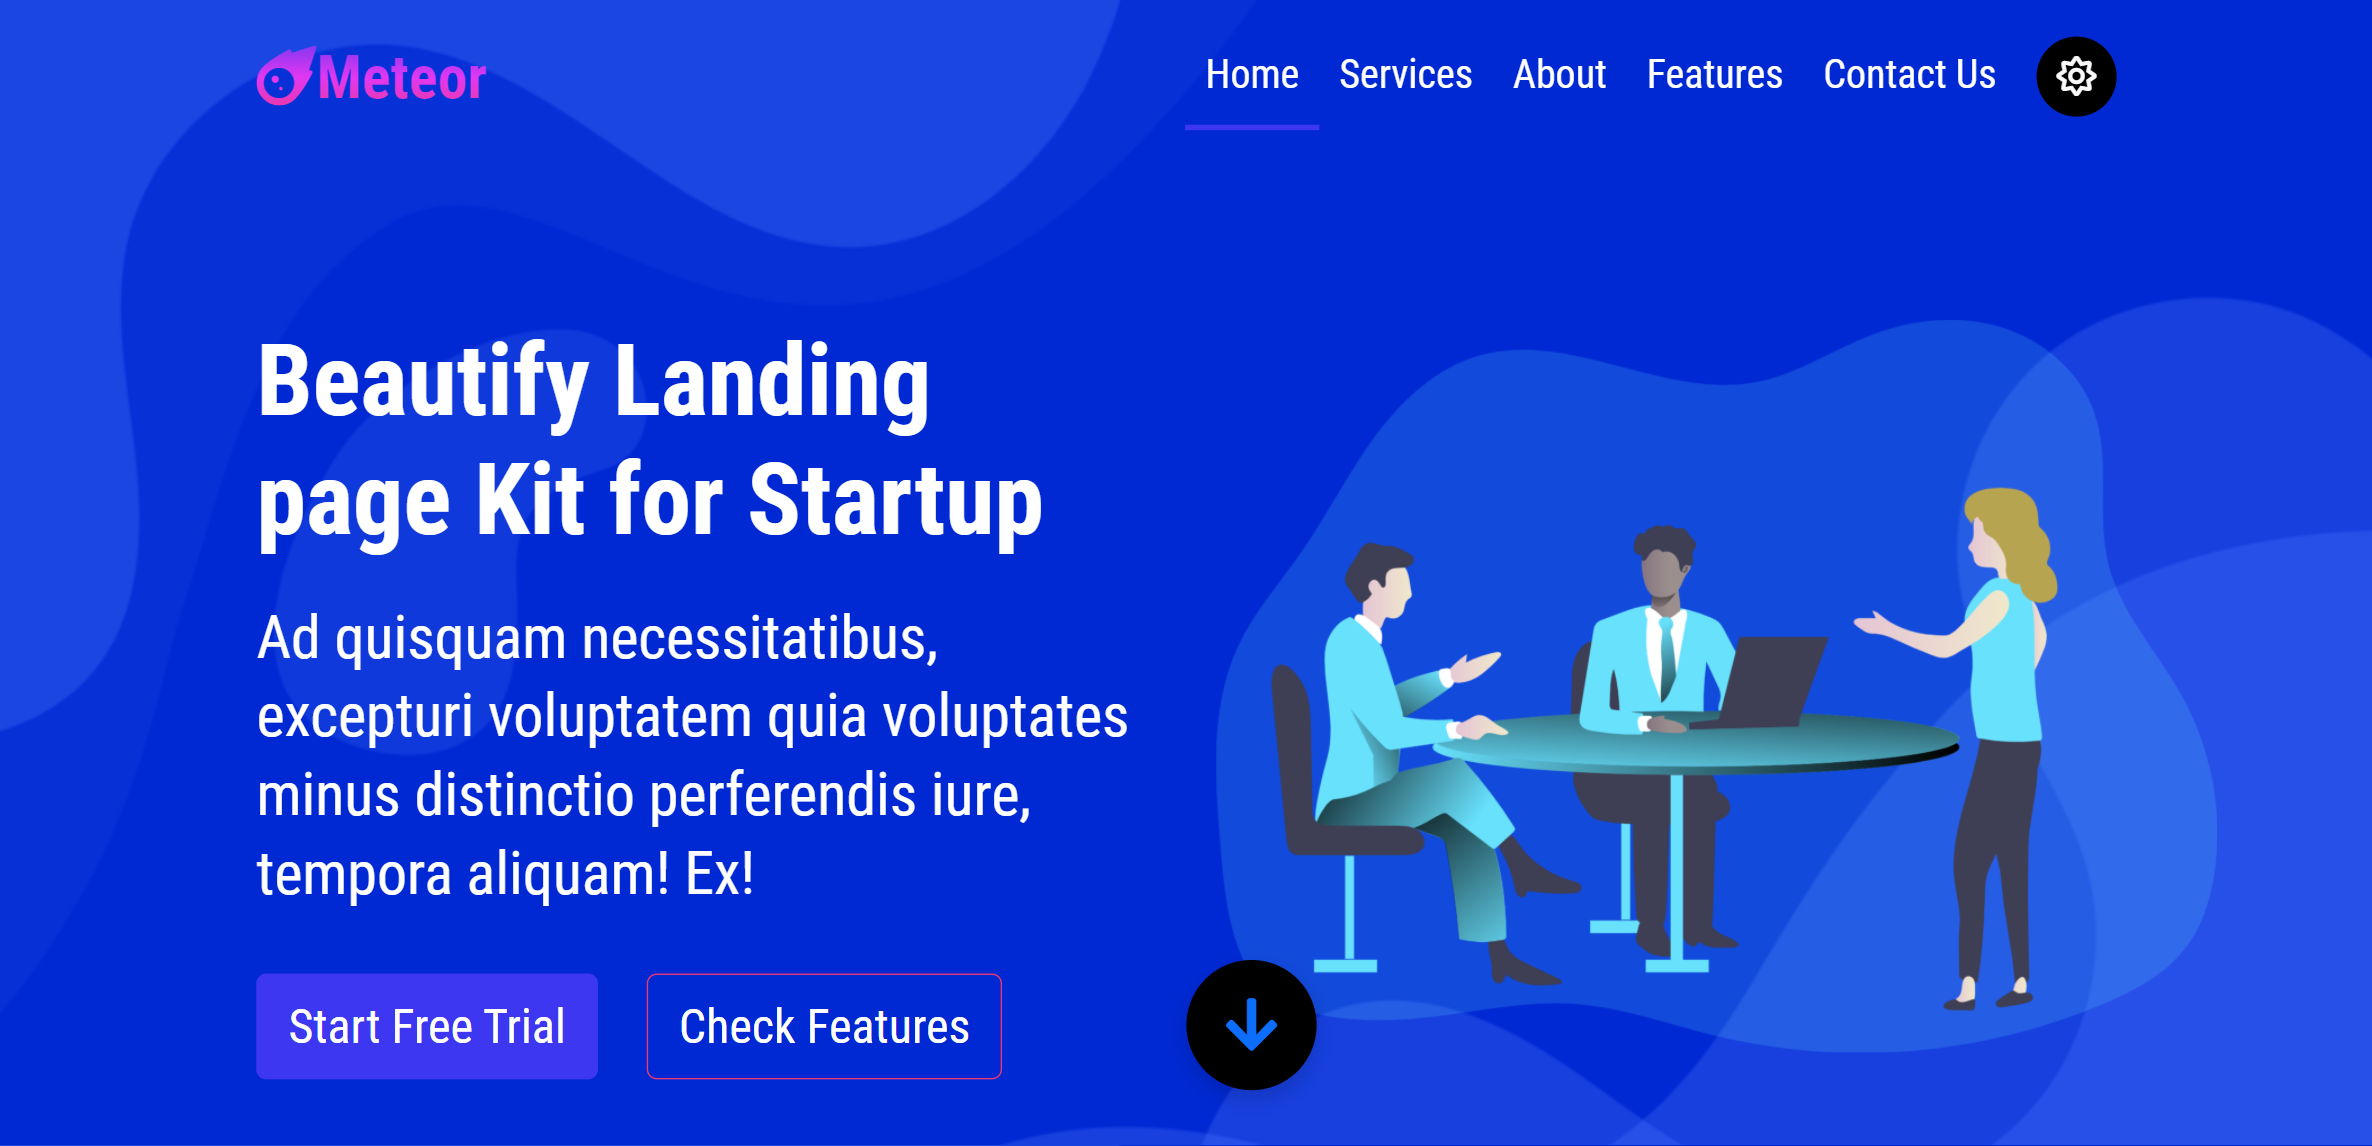 Meteor
Home Services About Features Contact Us
Beautify Landing
page Kit for Startup
Ad quisquam necessitatibus,
excepturi voluptatem quia voluptates
minus distinctio perferendis iure,
tempora aliquam! Ex!
Start Free Trial
Check Features